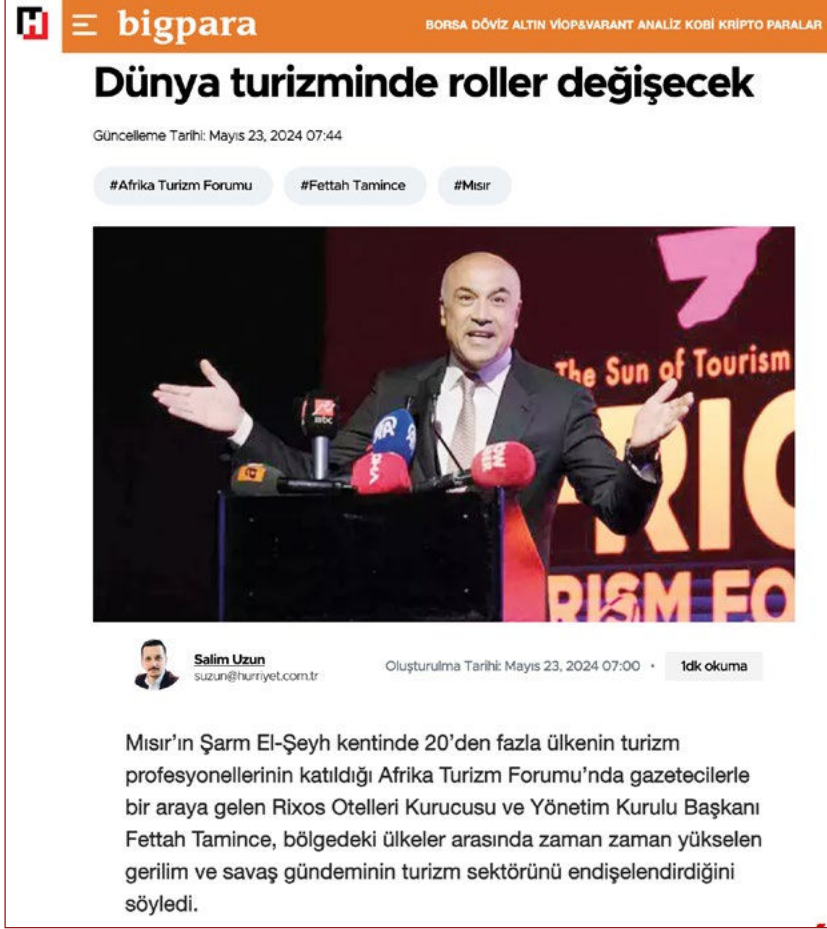 H
bigpara
BORSA DÖVİZ ALTIN VİOP&VARANT ANALİZ KOBİ KRİPTO PARALAR
Dünya turizminde roller değişecek
Güncelleme Tarihi: Mayıs 23, 2024 07:44
#Afrika Turizm Forumu #Fettah Tamince #Mısır
The Sun of Tourism
FRIC
RISM FO
mbc
AA
DHA
Salim Uzun
suzun@hurriyet.com.tr
Oluşturulma Tarihi: Mayıs 23, 2024 07:00 • 1dk okuma
Mısır’ın Şarm El-Şeyh kentinde 20’den fazla ülkenin turizm
profesyonellerinin katıldığı Afrika Turizm Forumu’nda gazetecilerle
bir araya gelen Rixos Otelleri Kurucusu ve Yönetim Kurulu Başkanı
Fettah Tamince, bölgedeki ülkeler arasında zaman zaman yükselen
gerilim ve savaş gündeminin turizm sektörünü endişelendirdiğini
söyledi.